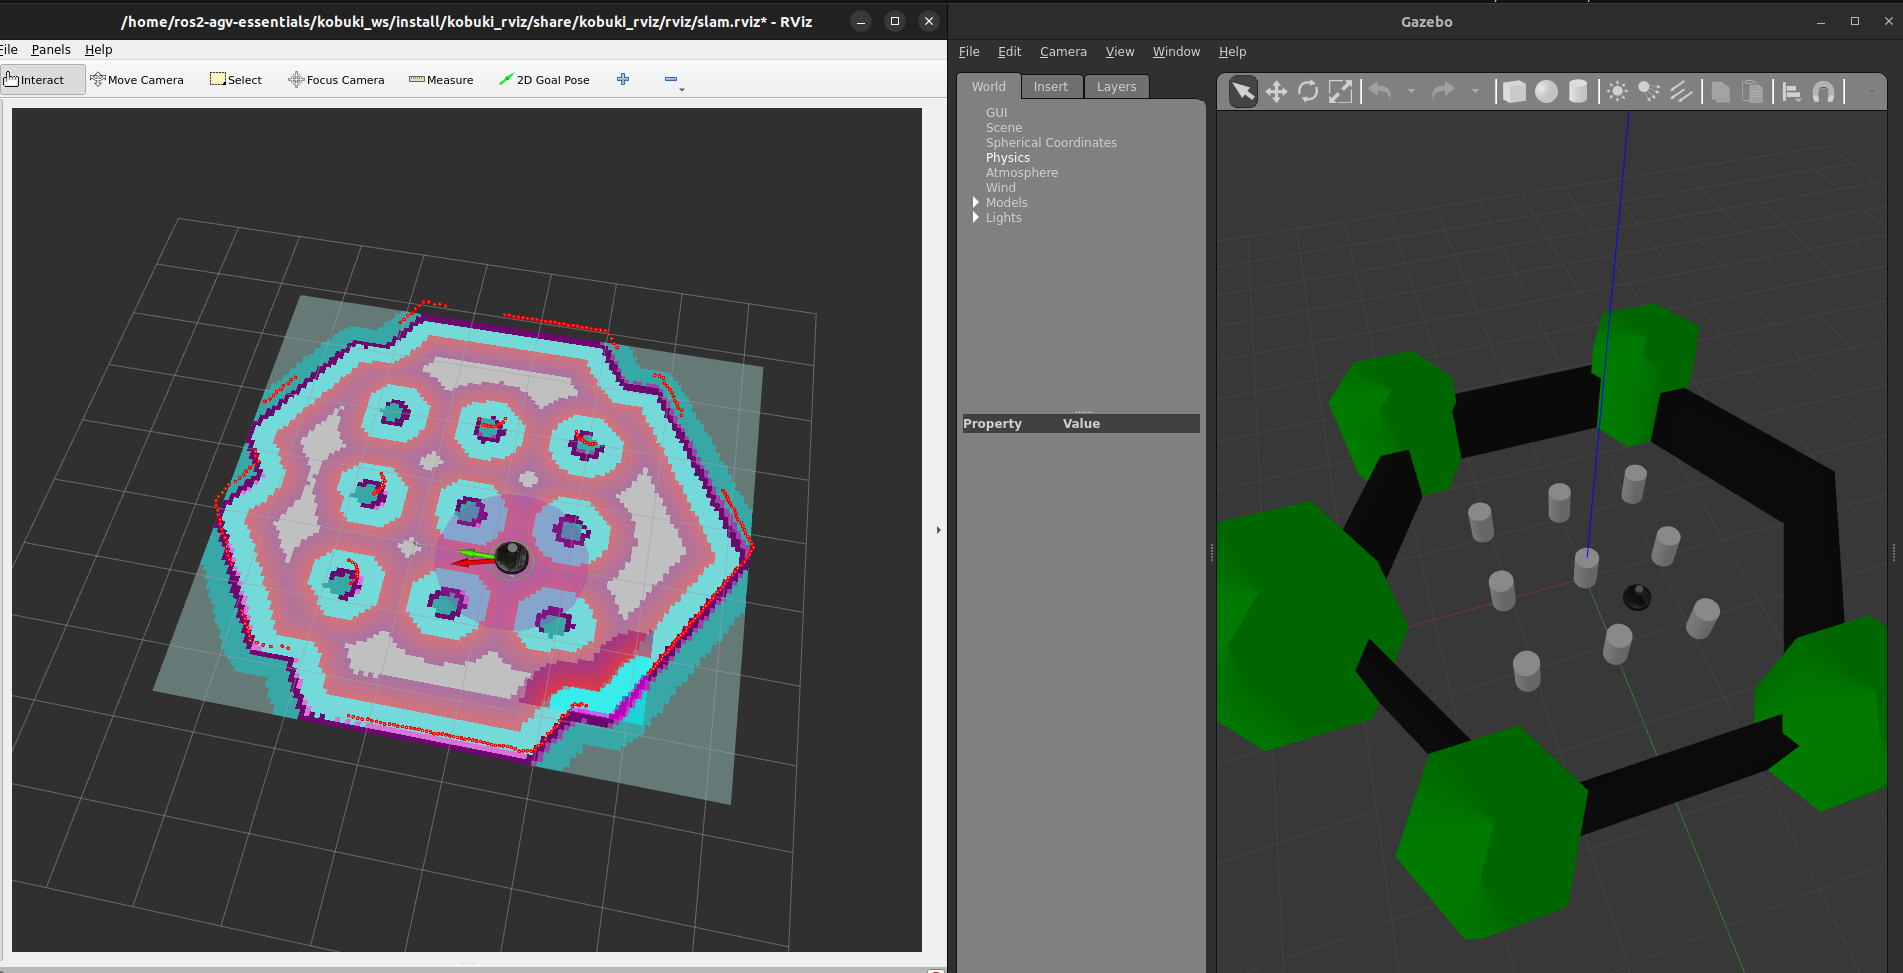 /home/ros2-agv-essentials/kobuki_ws/install/kobuki_rviz/share/kobuki_rviz/rviz/slam.rviz* - RViz
File Panels Help
Interact Move Camera Select Focus Camera Measure 2D Goal Pose
Gazebo
File Edit Camera View Window Help
World Insert Layers
GUI
Scene
Spherical Coordinates
Physics
Atmosphere
Wind
Models
Lights
Property Value